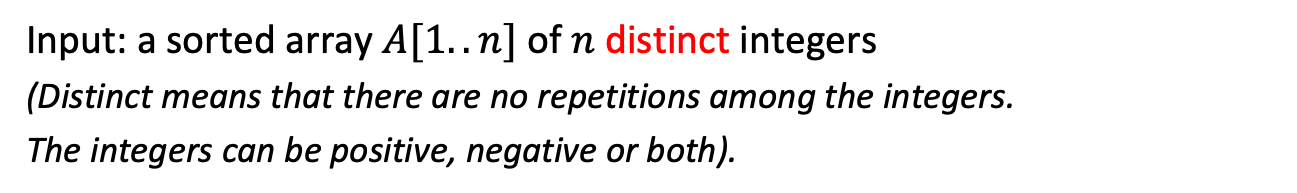 Input: a sorted array A[1..n] of n distinct integers
(Distinct means that there are no repetitions among the integers.
The integers can be positive, negative or both).